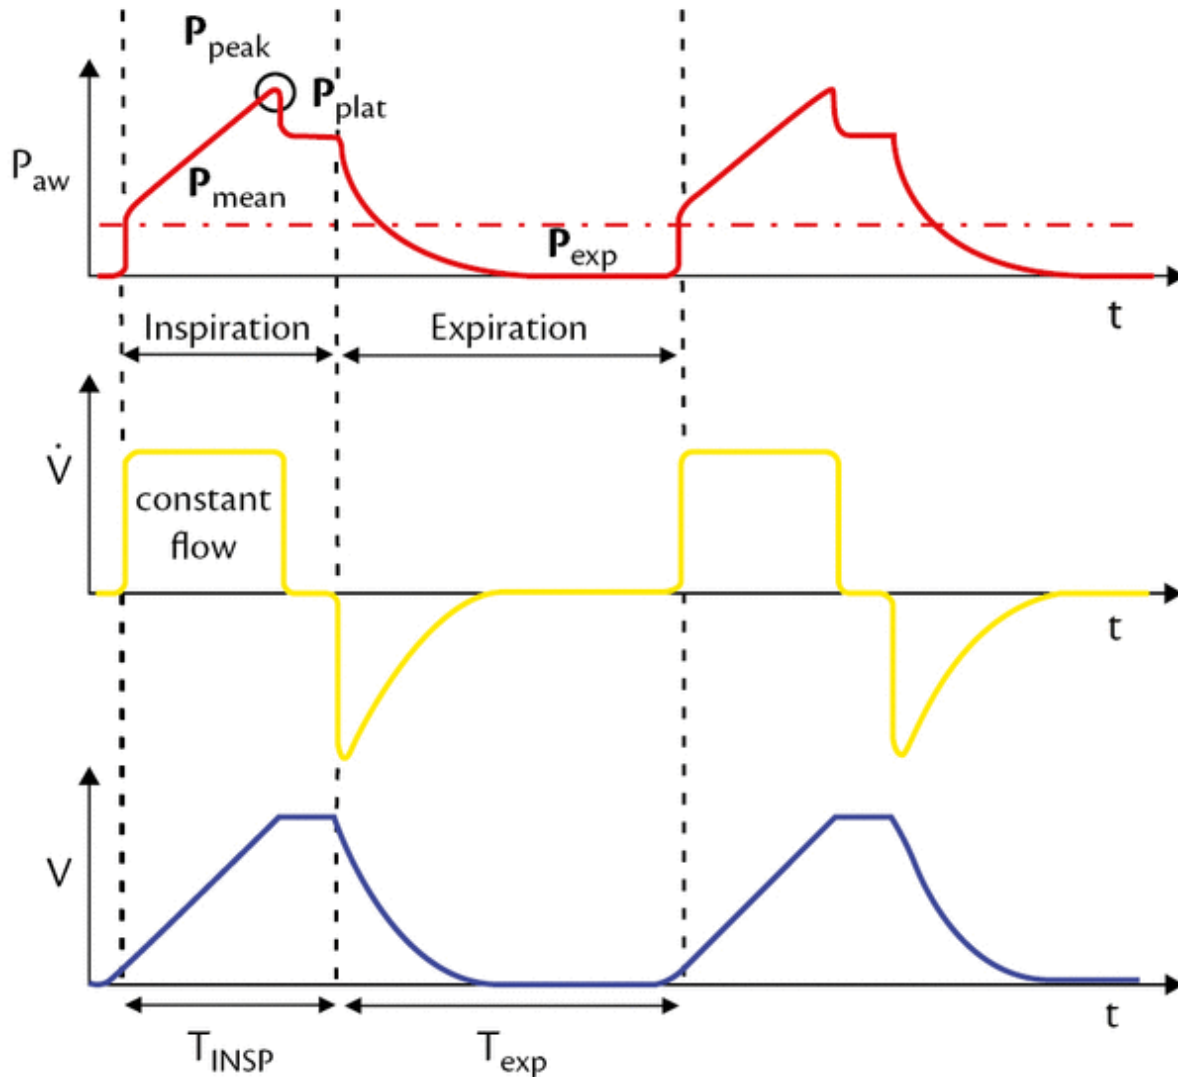 Ppeak
Pplat
Paw
Pmean
Pexp
t
Inspiration
Expiration
V̇
constant
flow
t
V
t
TINSP
Texp